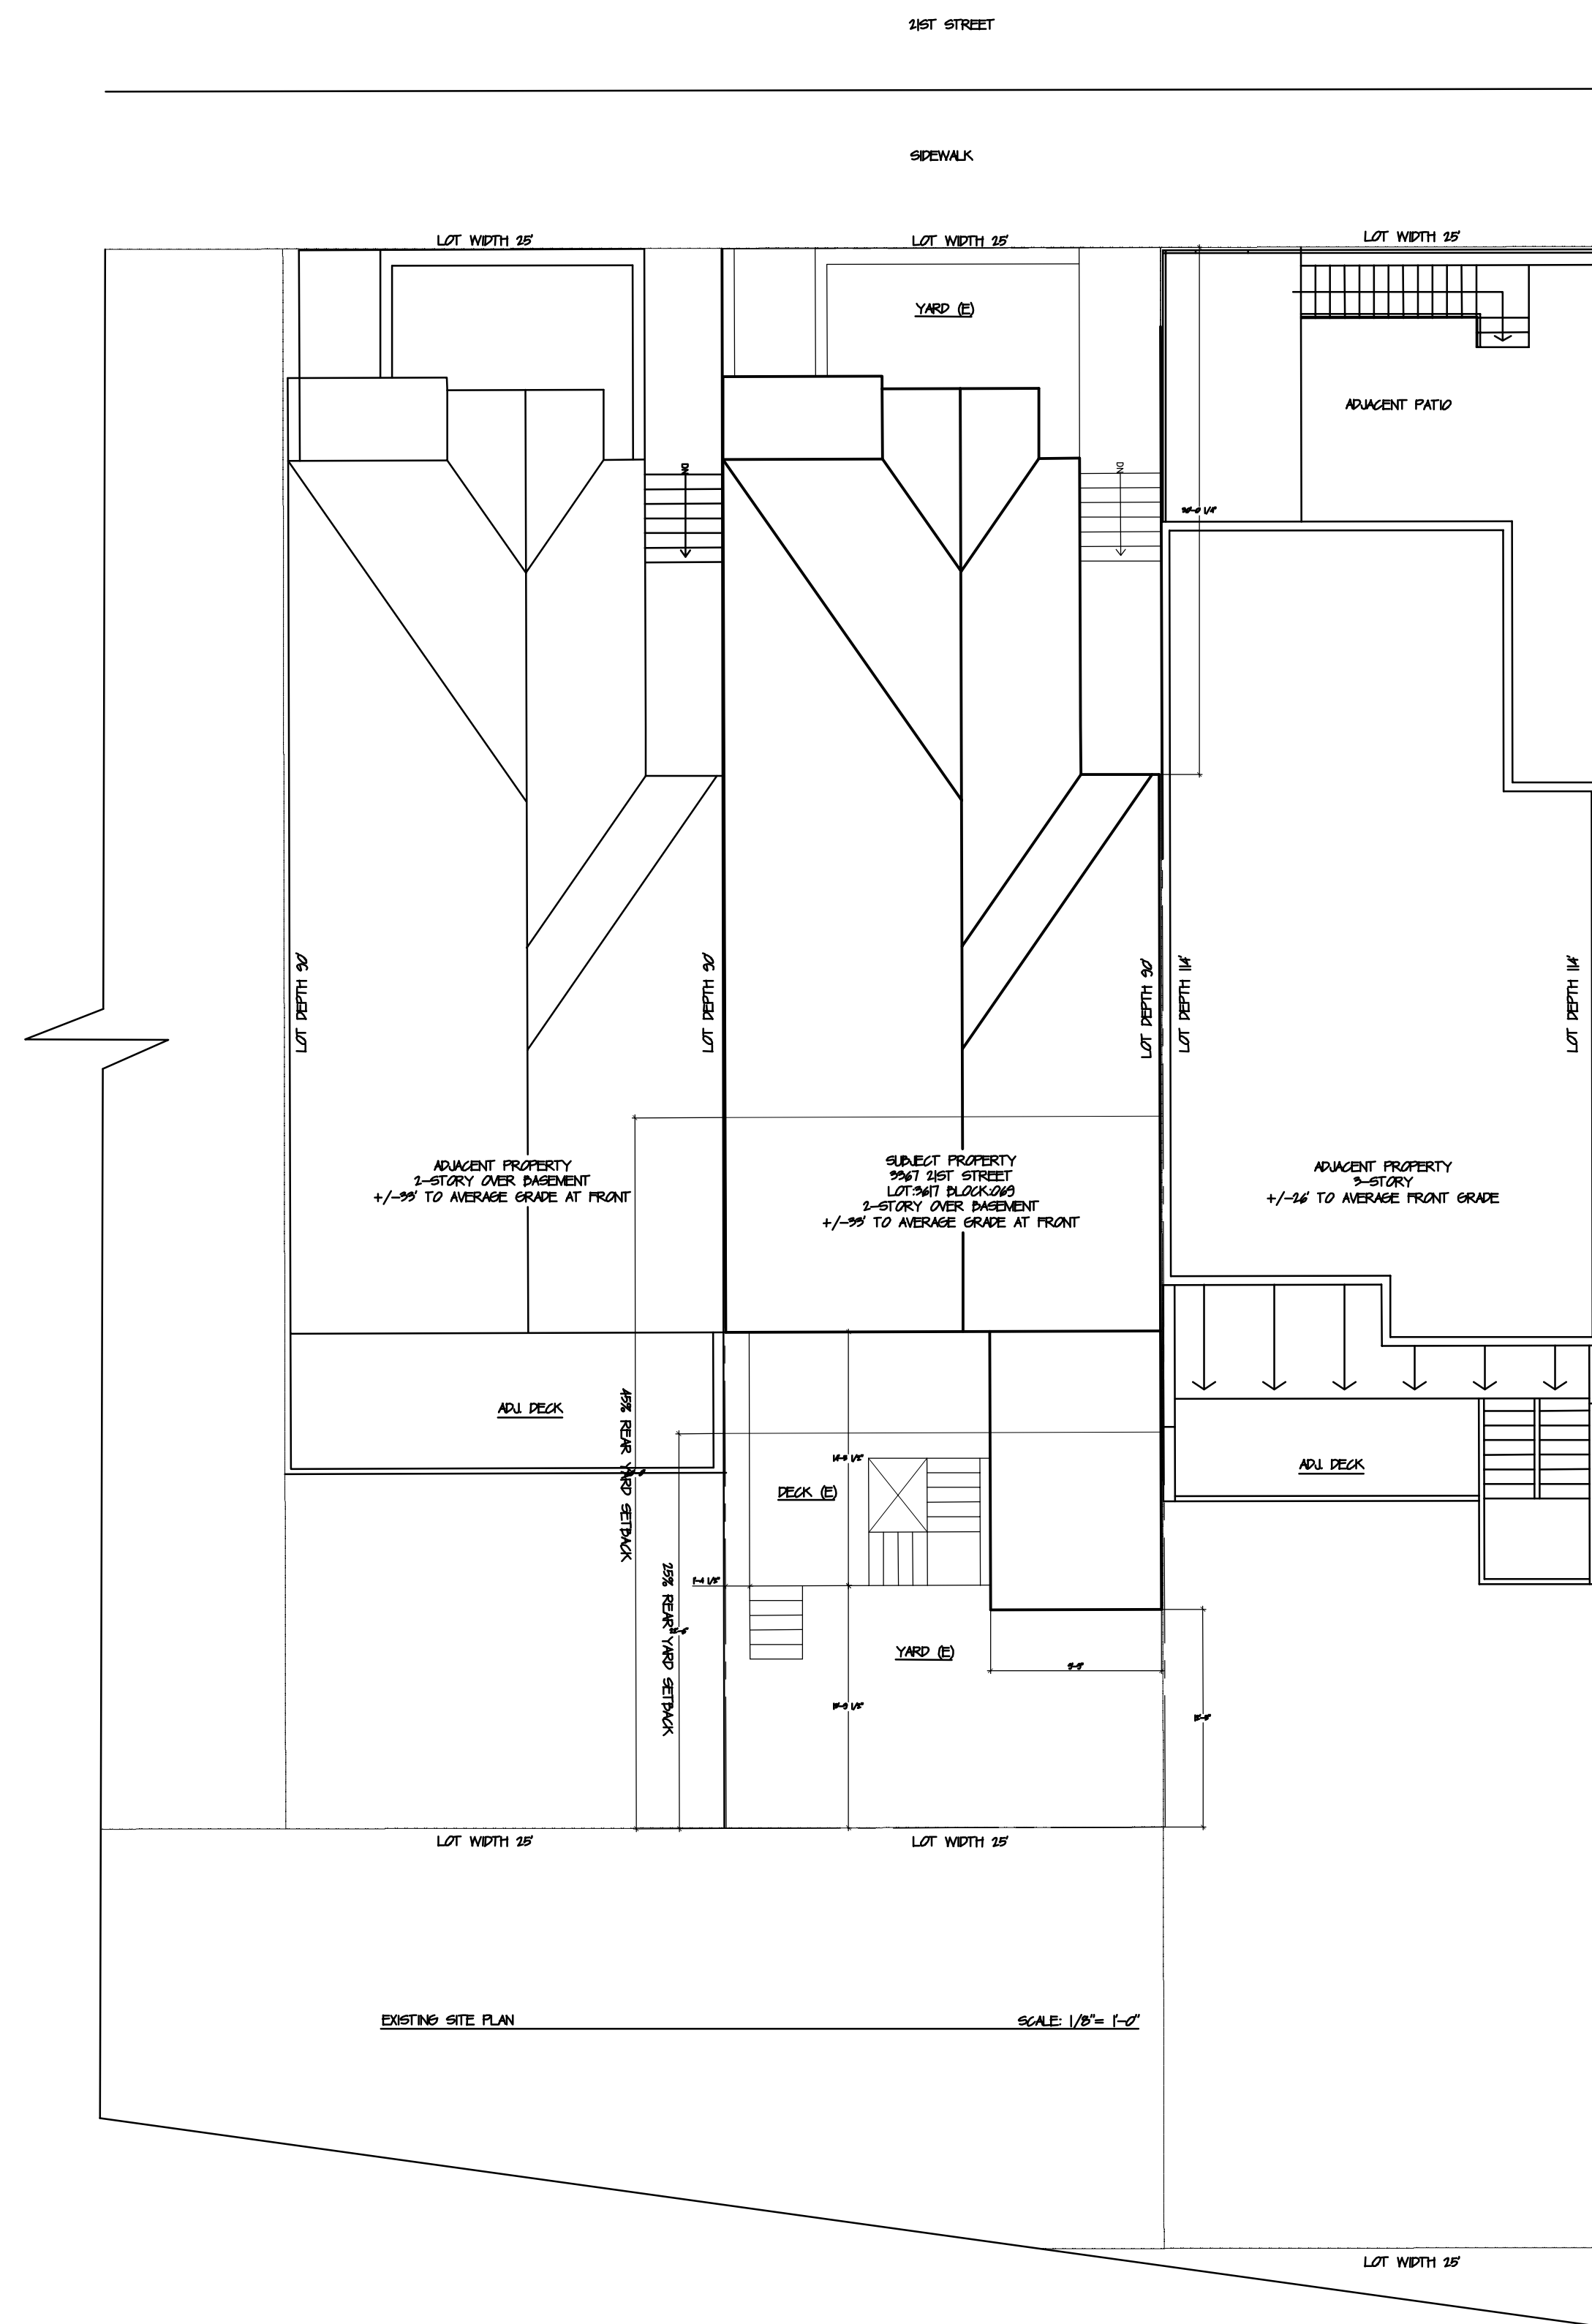 21ST STREET
SIDEWALK
LOT WIDTH 25'
LOT WIDTH 25'
LOT WIDTH 25'
YARD (E)
ADJACENT PATIO
DN
DN
LOT DEPTH 90'
LOT DEPTH 90'
LOT DEPTH 90'
LOT DEPTH 114'
LOT DEPTH 114'
ADJACENT PROPERTY
2-STORY OVER BASEMENT
+/-33' TO AVERAGE GRADE AT FRONT
SUBJECT PROPERTY
3367 21ST STREET
LOT:3617 BLOCK:069
2-STORY OVER BASEMENT
+/-33' TO AVERAGE GRADE AT FRONT
ADJACENT PROPERTY
3-STORY
+/-26' TO AVERAGE FRONT GRADE
ADJ. DECK
45% REAR YARD SETBACK
DECK (E)
ADJ. DECK
25% REAR YARD SETBACK
YARD (E)
LOT WIDTH 25'
LOT WIDTH 25'
EXISTING SITE PLAN
SCALE: 1/8"= 1'-0"
LOT WIDTH 25'